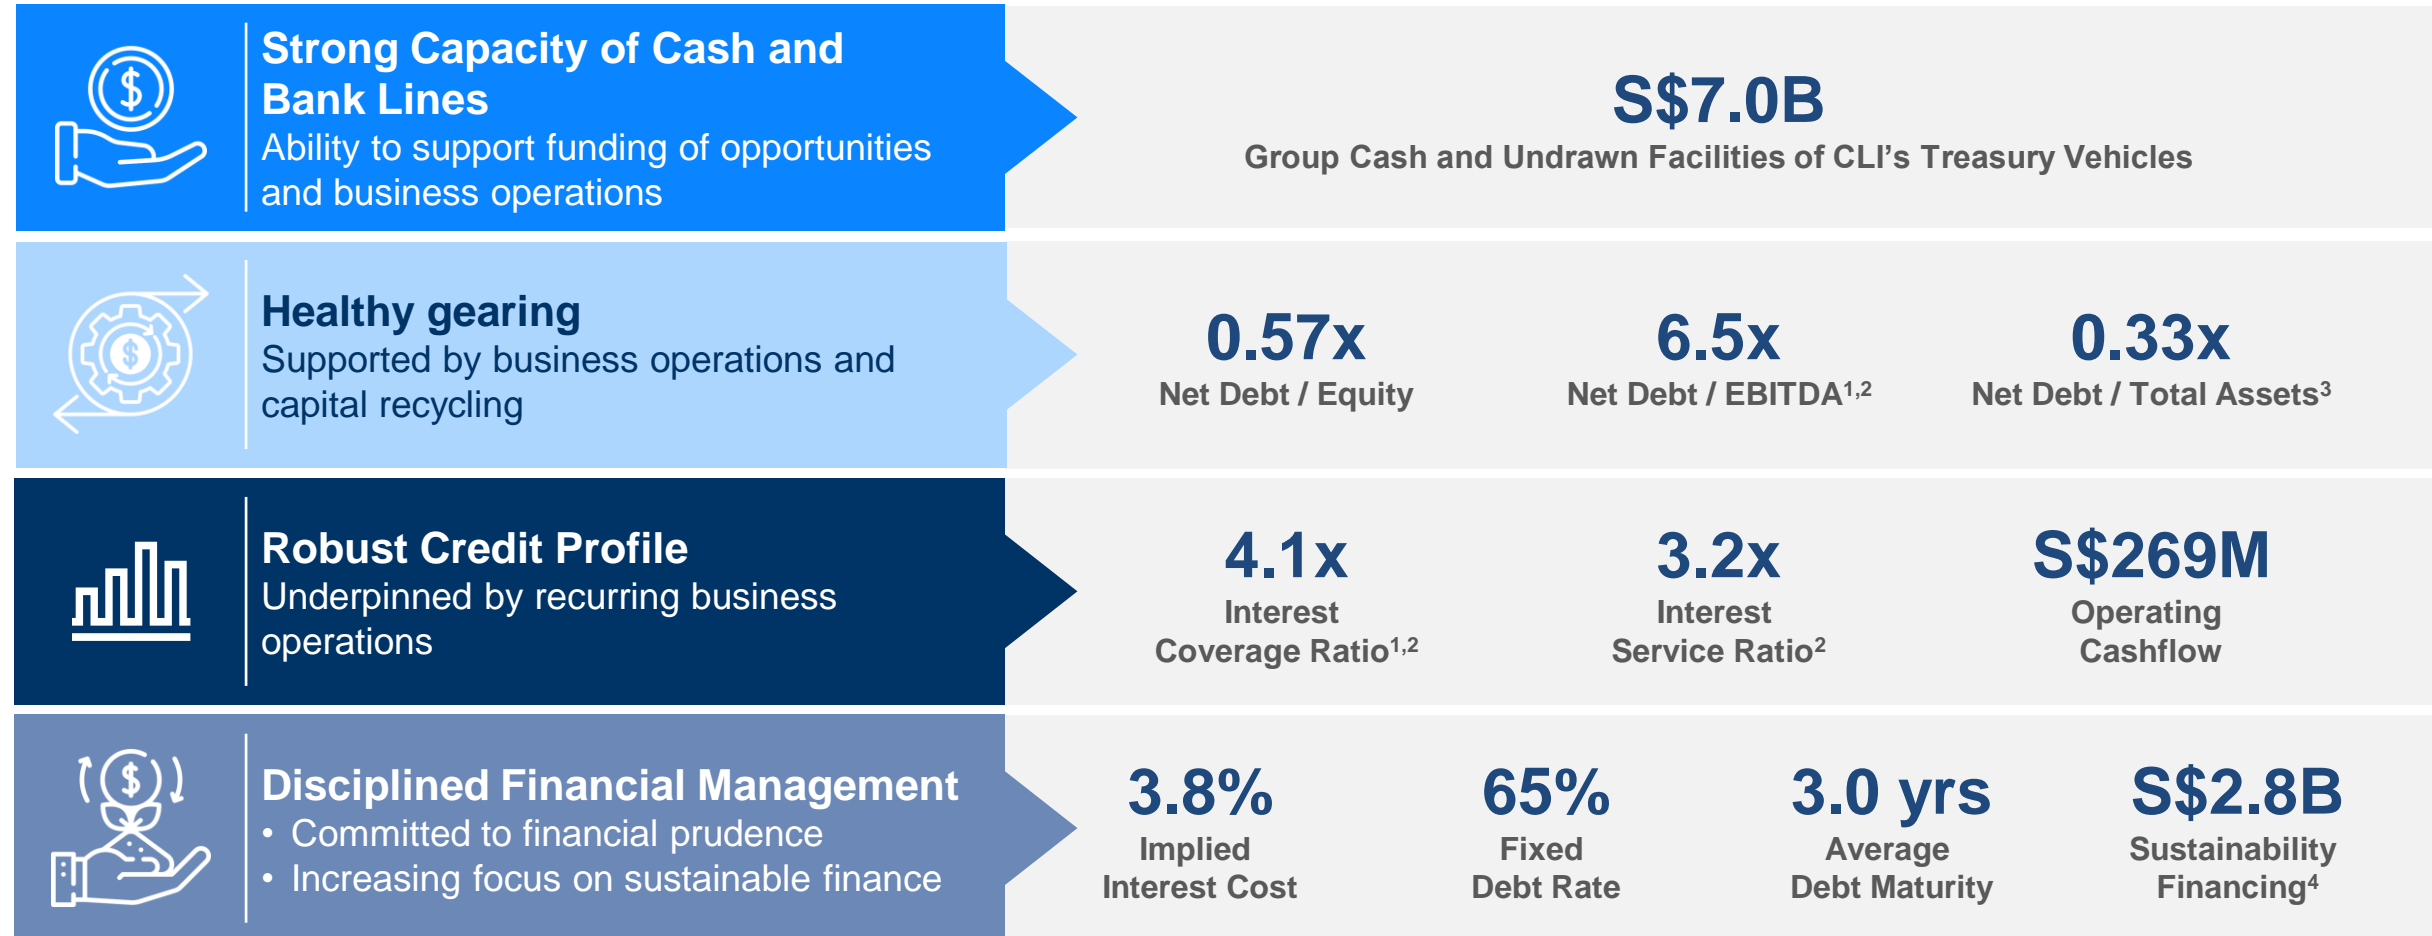 Strong Capacity of Cash and
Bank Lines
Ability to support funding of opportunities
and business operations
S$7.0B
Group Cash and Undrawn Facilities of CLI’s Treasury Vehicles
Healthy gearing
Supported by business operations and
capital recycling
0.57x
Net Debt / Equity
6.5x
Net Debt / EBITDA¹,²
0.33x
Net Debt / Total Assets³
Robust Credit Profile
Underpinned by recurring business
operations
4.1x
Interest
Coverage Ratio¹,²
3.2x
Interest
Service Ratio²
S$269M
Operating
Cashflow
Disciplined Financial Management
• Committed to financial prudence
• Increasing focus on sustainable finance
3.8%
Implied
Interest Cost
65%
Fixed
Debt Rate
3.0 yrs
Average
Debt Maturity
S$2.8B
Sustainability
Financing⁴